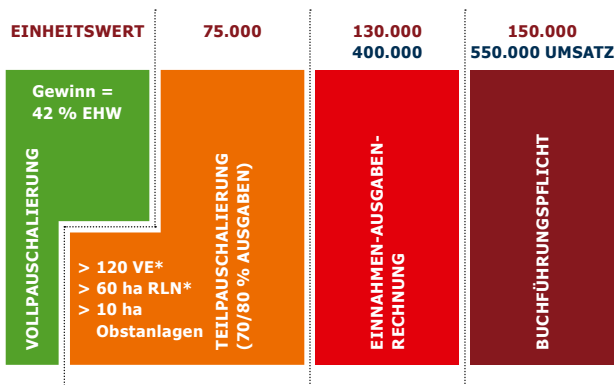 EINHEITSWERT
75.000
130.000
400.000
150.000
550.000 UMSATZ
Gewinn =
42 % EHW
VOLLPAUSCHALIERUNG
> 120 VE*
> 60 ha RLN*
> 10 ha
Obstanlagen
TEILPAUSCHALIERUNG
(70/80 % AUSGABEN)
EINNAHMEN-AUSGABEN-
RECHNUNG
BUCHFÜHRUNGSPFLICHT